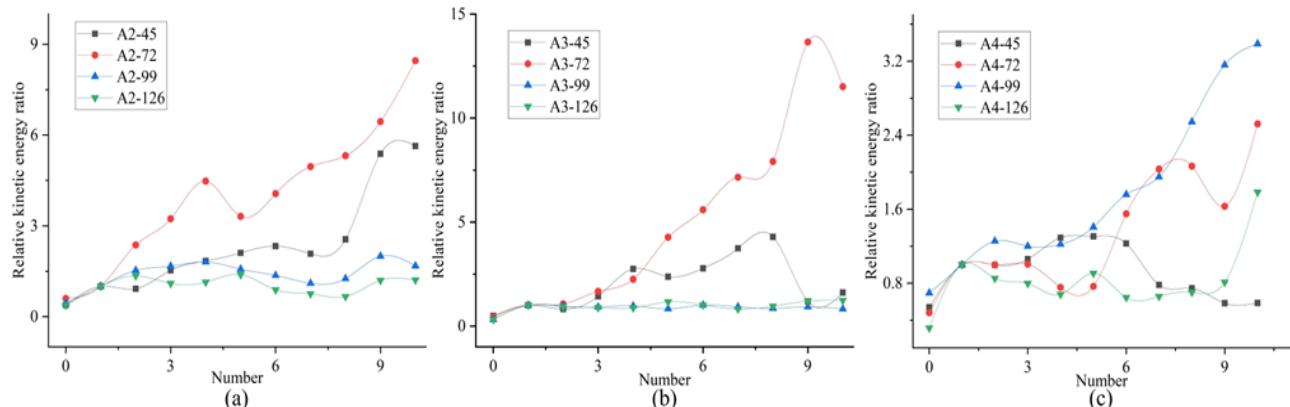 Relative kinetic energy ratio
9
6
3
0
A2-45
A2-72
A2-99
A2-126
0 3 6 9
Number
(a)
Relative kinetic energy ratio
15
10
5
0
A3-45
A3-72
A3-99
A3-126
0 3 6 9
Number
(b)
Relative kinetic energy ratio
3.2
2.4
1.6
0.8
A4-45
A4-72
A4-99
A4-126
0 3 6 9
Number
(c)